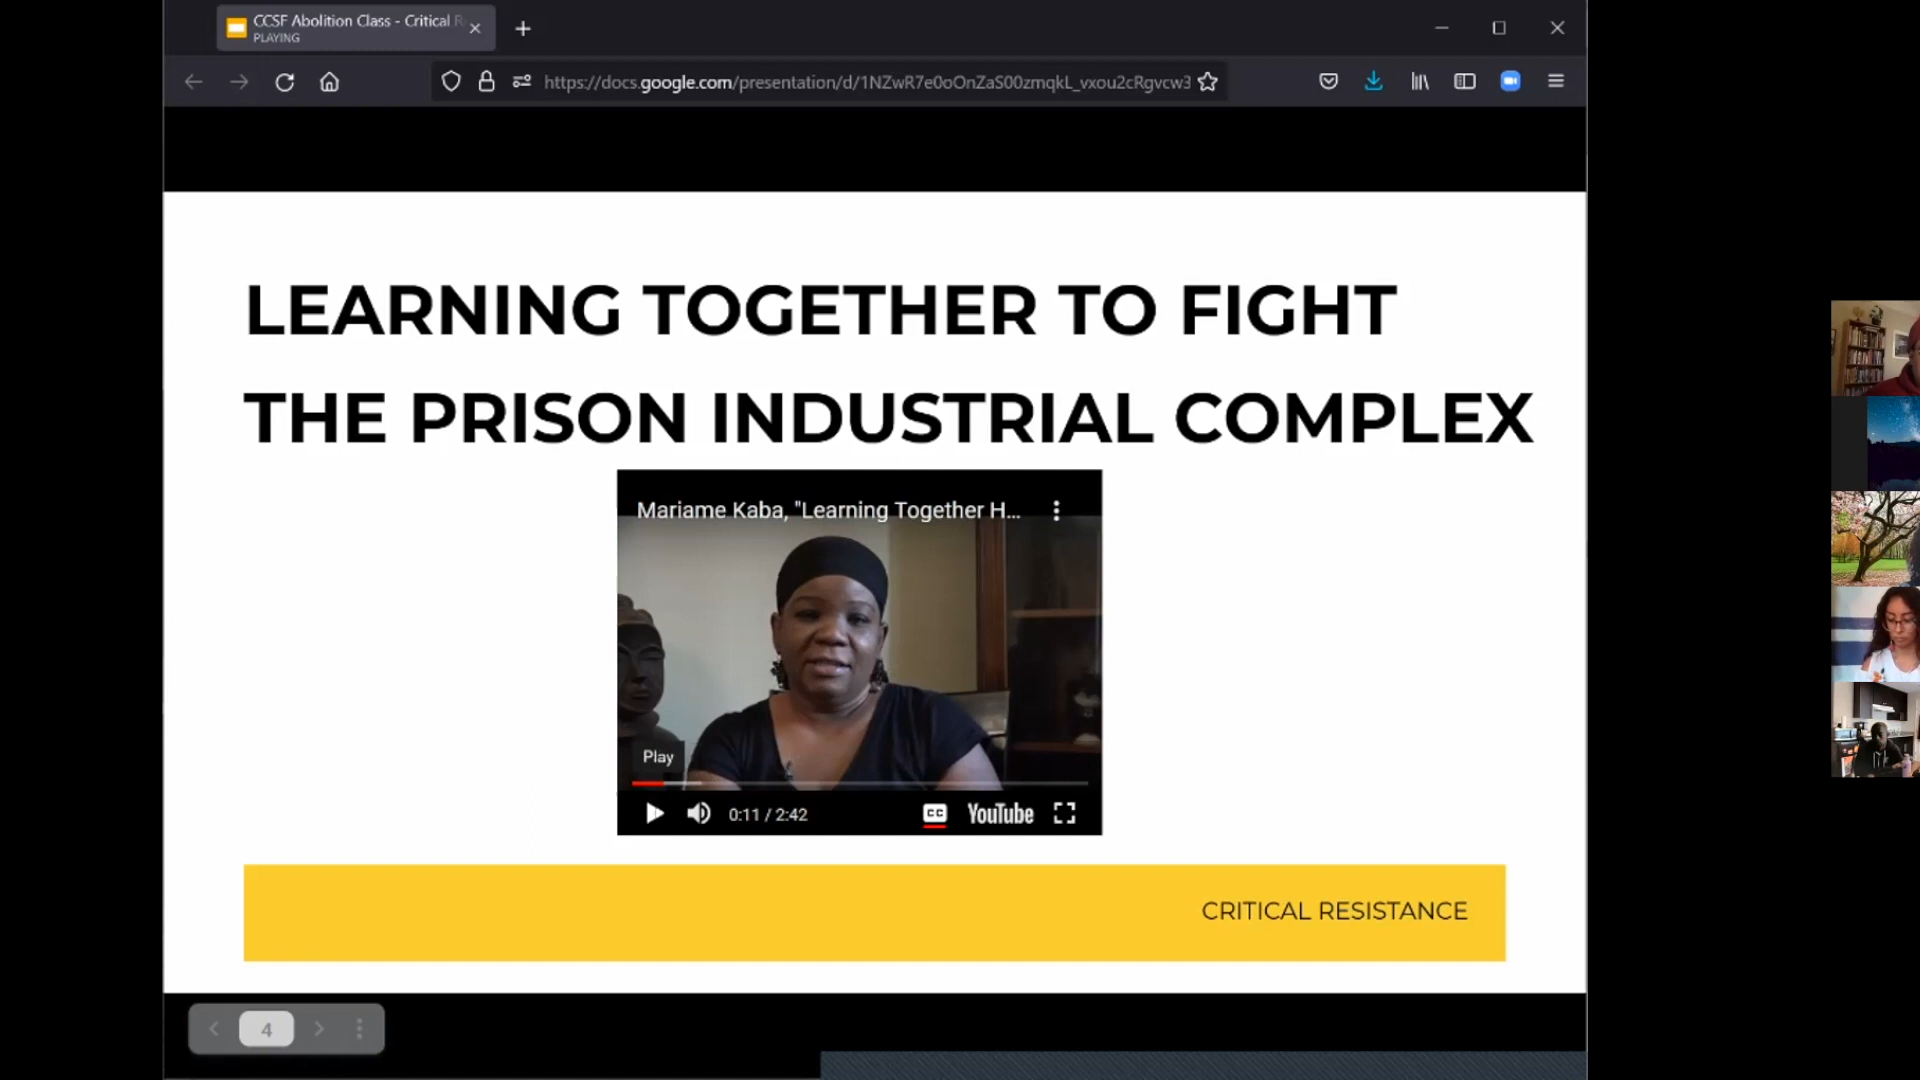 CCSF Abolition Class - Critical R
PLAYING
https://docs.google.com/presentation/d/1NZwR7e0oOnZaS00zmqkL_vxou2cRgvcw3
LEARNING TOGETHER TO FIGHT
THE PRISON INDUSTRIAL COMPLEX
Mariame Kaba, "Learning Together H...
Play
0:11 / 2:42
CC
YouTube
CRITICAL RESISTANCE
4